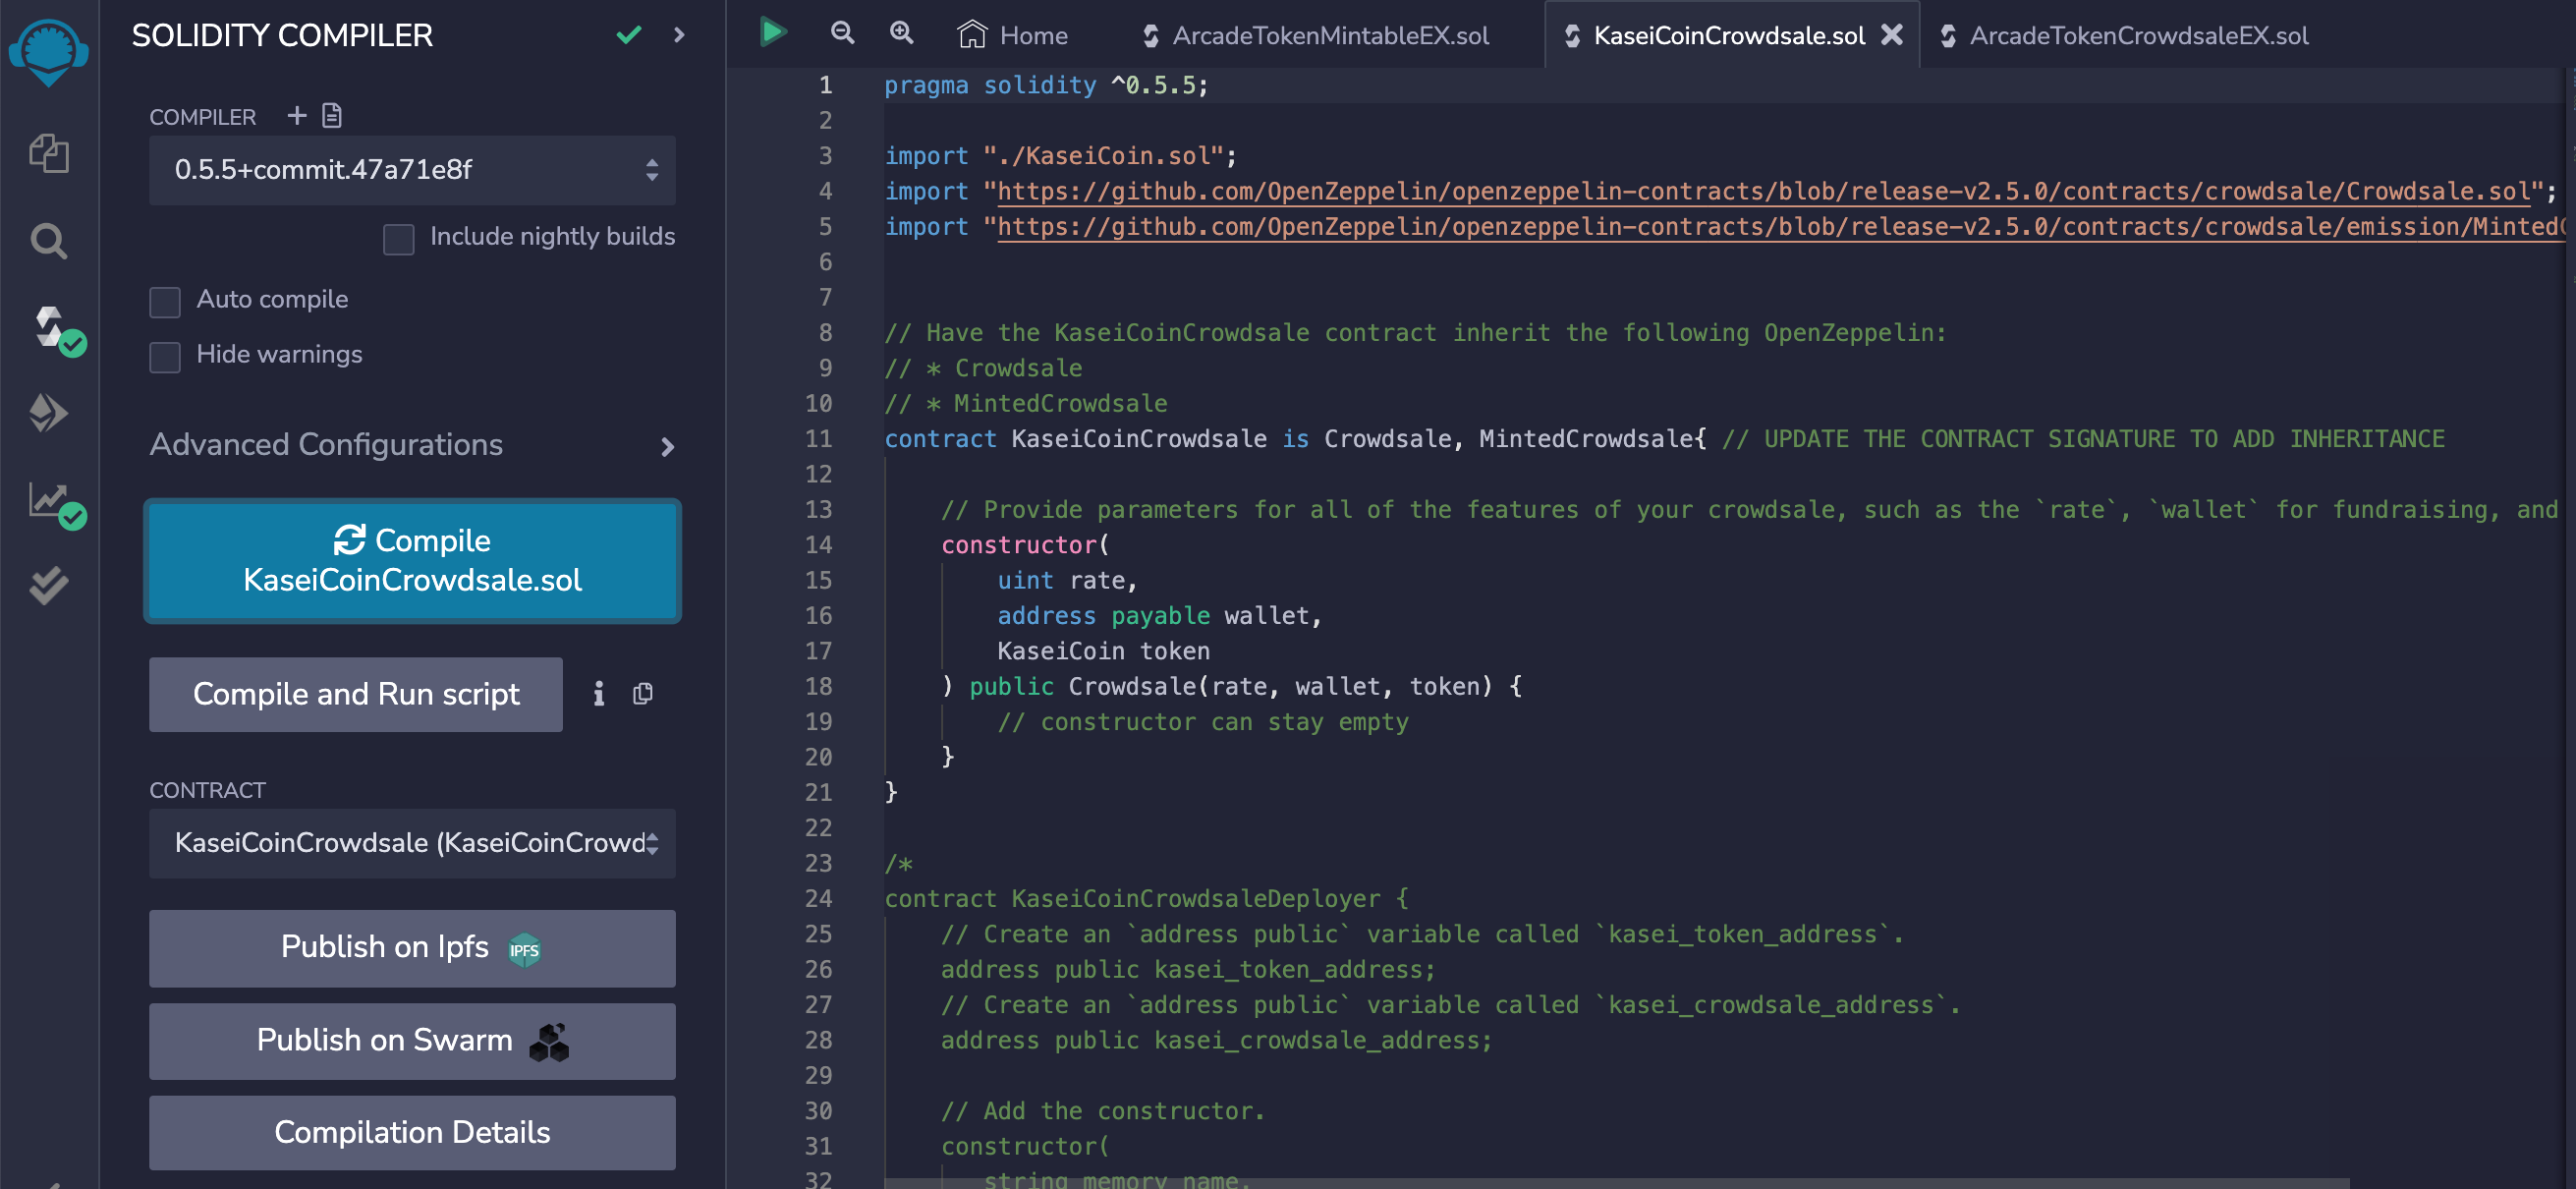 SOLIDITY COMPILER
COMPILER
0.5.5+commit.47a71e8f
Include nightly builds
Auto compile
Hide warnings
Advanced Configurations
Compile
KaseiCoinCrowdsale.sol
Compile and Run script
CONTRACT
KaseiCoinCrowdsale (KaseiCoinCrowd
Publish on Ipfs IPFS
Publish on Swarm
Compilation Details
Home ArcadeTokenMintableEX.sol KaseiCoinCrowdsale.sol ArcadeTokenCrowdsaleEX.sol
1 pragma solidity ^0.5.5;
2
3 import "./KaseiCoin.sol";
4 import "https://github.com/OpenZeppelin/openzeppelin-contracts/blob/release-v2.5.0/contracts/crowdsale/Crowdsale.sol";
5 import "https://github.com/OpenZeppelin/openzeppelin-contracts/blob/release-v2.5.0/contracts/crowdsale/emission/MintedC
6
7
8 // Have the KaseiCoinCrowdsale contract inherit the following OpenZeppelin:
9 // * Crowdsale
10 // * MintedCrowdsale
11 contract KaseiCoinCrowdsale is Crowdsale, MintedCrowdsale{ // UPDATE THE CONTRACT SIGNATURE TO ADD INHERITANCE
12
13 // Provide parameters for all of the features of your crowdsale, such as the `rate`, `wallet` for fundraising, and
14 constructor(
15 uint rate,
16 address payable wallet,
17 KaseiCoin token
18 ) public Crowdsale(rate, wallet, token) {
19 // constructor can stay empty
20 }
21 }
22
23 /*
24 contract KaseiCoinCrowdsaleDeployer {
25 // Create an `address public` variable called `kasei_token_address`.
26 address public kasei_token_address;
27 // Create an `address public` variable called `kasei_crowdsale_address`.
28 address public kasei_crowdsale_address;
29
30 // Add the constructor.
31 constructor(
32 string memory name,